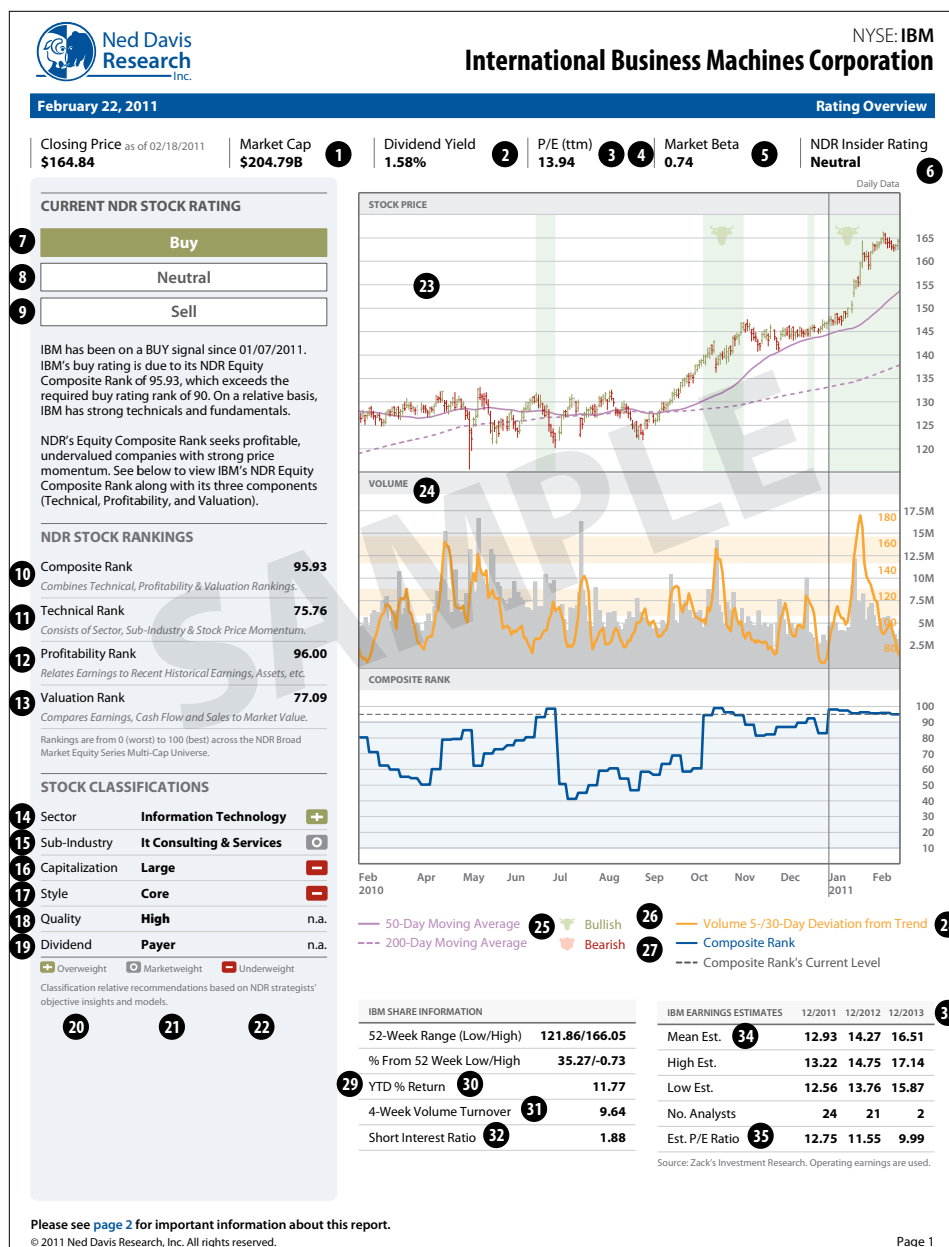 Ned Davis
Research
Inc.
NYSE: IBM
International Business Machines Corporation
February 22, 2011
Rating Overview
Closing Price as of 02/18/2011
$164.84
Market Cap
$204.79B
1
Dividend Yield
1.58%
2
P/E (ttm)
13.94
3
4
Market Beta
0.74
5
NDR Insider Rating
Neutral
6
CURRENT NDR STOCK RATING
7
Buy
8
Neutral
9
Sell
IBM has been on a BUY signal since 01/07/2011.
IBM's buy rating is due to its NDR Equity
Composite Rank of 95.93, which exceeds the
required buy rating rank of 90. On a relative basis,
IBM has strong technicals and fundamentals.
NDR's Equity Composite Rank seeks profitable,
undervalued companies with strong price
momentum. See below to view IBM's NDR Equity
Composite Rank along with its three components
(Technical, Profitability, and Valuation).
NDR STOCK RANKINGS
10
Composite Rank 95.93
Combines Technical, Profitability & Valuation Rankings.
11
Technical Rank 75.76
Consists of Sector, Sub-Industry & Stock Price Momentum.
12
Profitability Rank 96.00
Relates Earnings to Recent Historical Earnings, Assets, etc.
13
Valuation Rank 77.09
Compares Earnings, Cash Flow and Sales to Market Value.
Rankings are from 0 (worst) to 100 (best) across the NDR Broad
Market Equity Series Multi-Cap Universe.
STOCK CLASSIFICATIONS
14 Sector Information Technology +
15 Sub-Industry It Consulting & Services O
16 Capitalization Large −
17 Style Core −
18 Quality High n.a.
19 Dividend Payer n.a.
+ Overweight O Marketweight − Underweight
Classification relative recommendations based on NDR strategists'
objective insights and models.
20 21 22
Daily Data
STOCK PRICE
23
165
160
155
150
145
140
135
130
125
120
VOLUME
24
17.5M
15M
12.5M
10M
7.5M
5M
2.5M
180
160
140
120
80
COMPOSITE RANK
100
90
80
70
60
50
40
30
20
10
Feb Apr May Jun Jul Aug Sep Oct Nov Dec Jan Feb
2010 2011
SAMPLE
50-Day Moving Average
25
200-Day Moving Average
Bullish
26
Bearish
27
Volume 5-/30-Day Deviation from Trend
Composite Rank
Composite Rank's Current Level
IBM SHARE INFORMATION
52-Week Range (Low/High) 121.86/166.05
% From 52 Week Low/High 35.27/-0.73
29 YTD % Return 30 11.77
4-Week Volume Turnover 31 9.64
Short Interest Ratio 32 1.88
IBM EARNINGS ESTIMATES 12/2011 12/2012 12/2013
Mean Est. 34 12.93 14.27 16.51
High Est. 13.22 14.75 17.14
Low Est. 12.56 13.76 15.87
No. Analysts 24 21 2
Est. P/E Ratio 35 12.75 11.55 9.99
Source: Zack's Investment Research. Operating earnings are used.
Please see page 2 for important information about this report.
© 2011 Ned Davis Research, Inc. All rights reserved.
Page 1